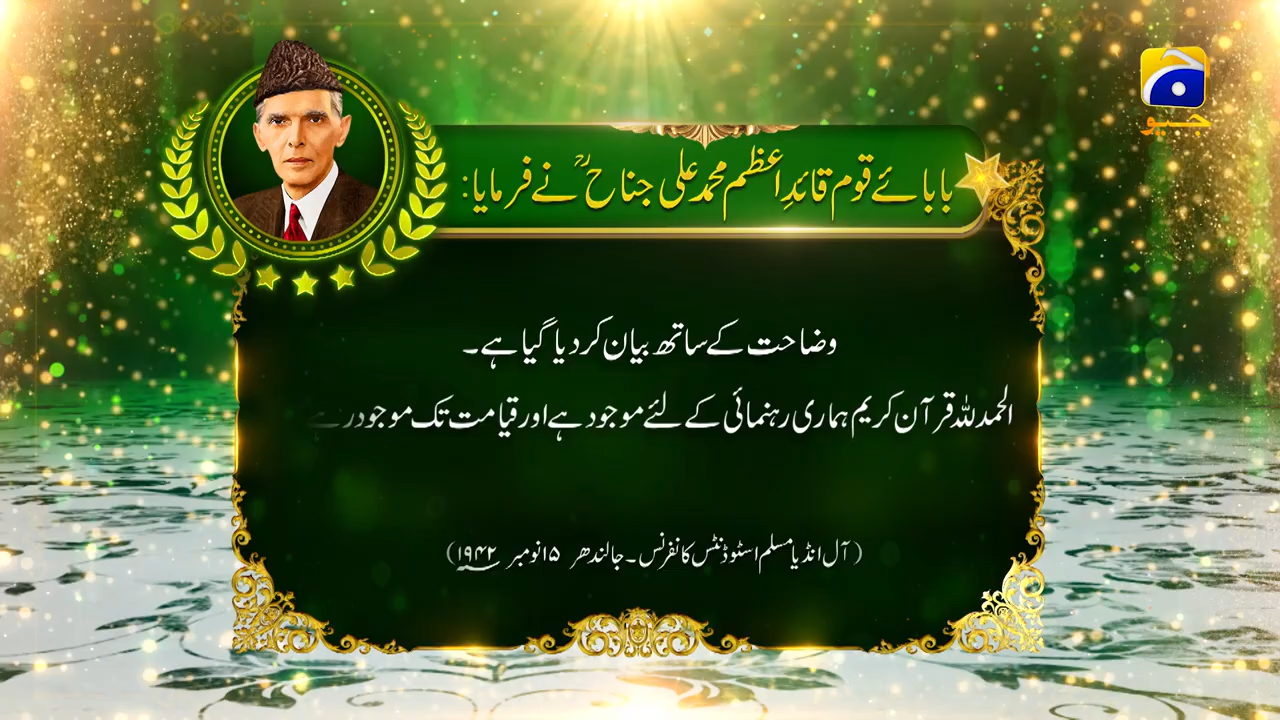 جیو
بابائے قوم قائدِ اعظم محمد علی جناحؒ نے فرمایا:
وضاحت کے ساتھ بیان کر دیا گیا ہے۔
الحمدللہ قرآن کریم ہماری رہنمائی کے لئے موجود ہے اور قیامت تک موجود رہے
(آل انڈیا مسلم اسٹوڈنٹس کانفرنس۔ جالندھر ۱۵ نومبر ۱۹۴۲؁)